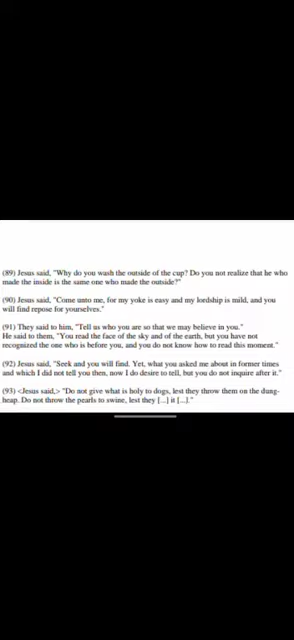 (89) Jesus said, "Why do you wash the outside of the cup? Do you not realize that he who
made the inside is the same one who made the outside?"
(90) Jesus said, "Come unto me, for my yoke is easy and my lordship is mild, and you
will find repose for yourselves."
(91) They said to him, "Tell us who you are so that we may believe in you."
He said to them, "You read the face of the sky and of the earth, but you have not
recognized the one who is before you, and you do not know how to read this moment."
(92) Jesus said, "Seek and you will find. Yet, what you asked me about in former times
and which I did not tell you then, now I do desire to tell, but you do not inquire after it."
(93) <Jesus said,> "Do not give what is holy to dogs, lest they throw them on the dung-
heap. Do not throw the pearls to swine, lest they [...] it [...]."